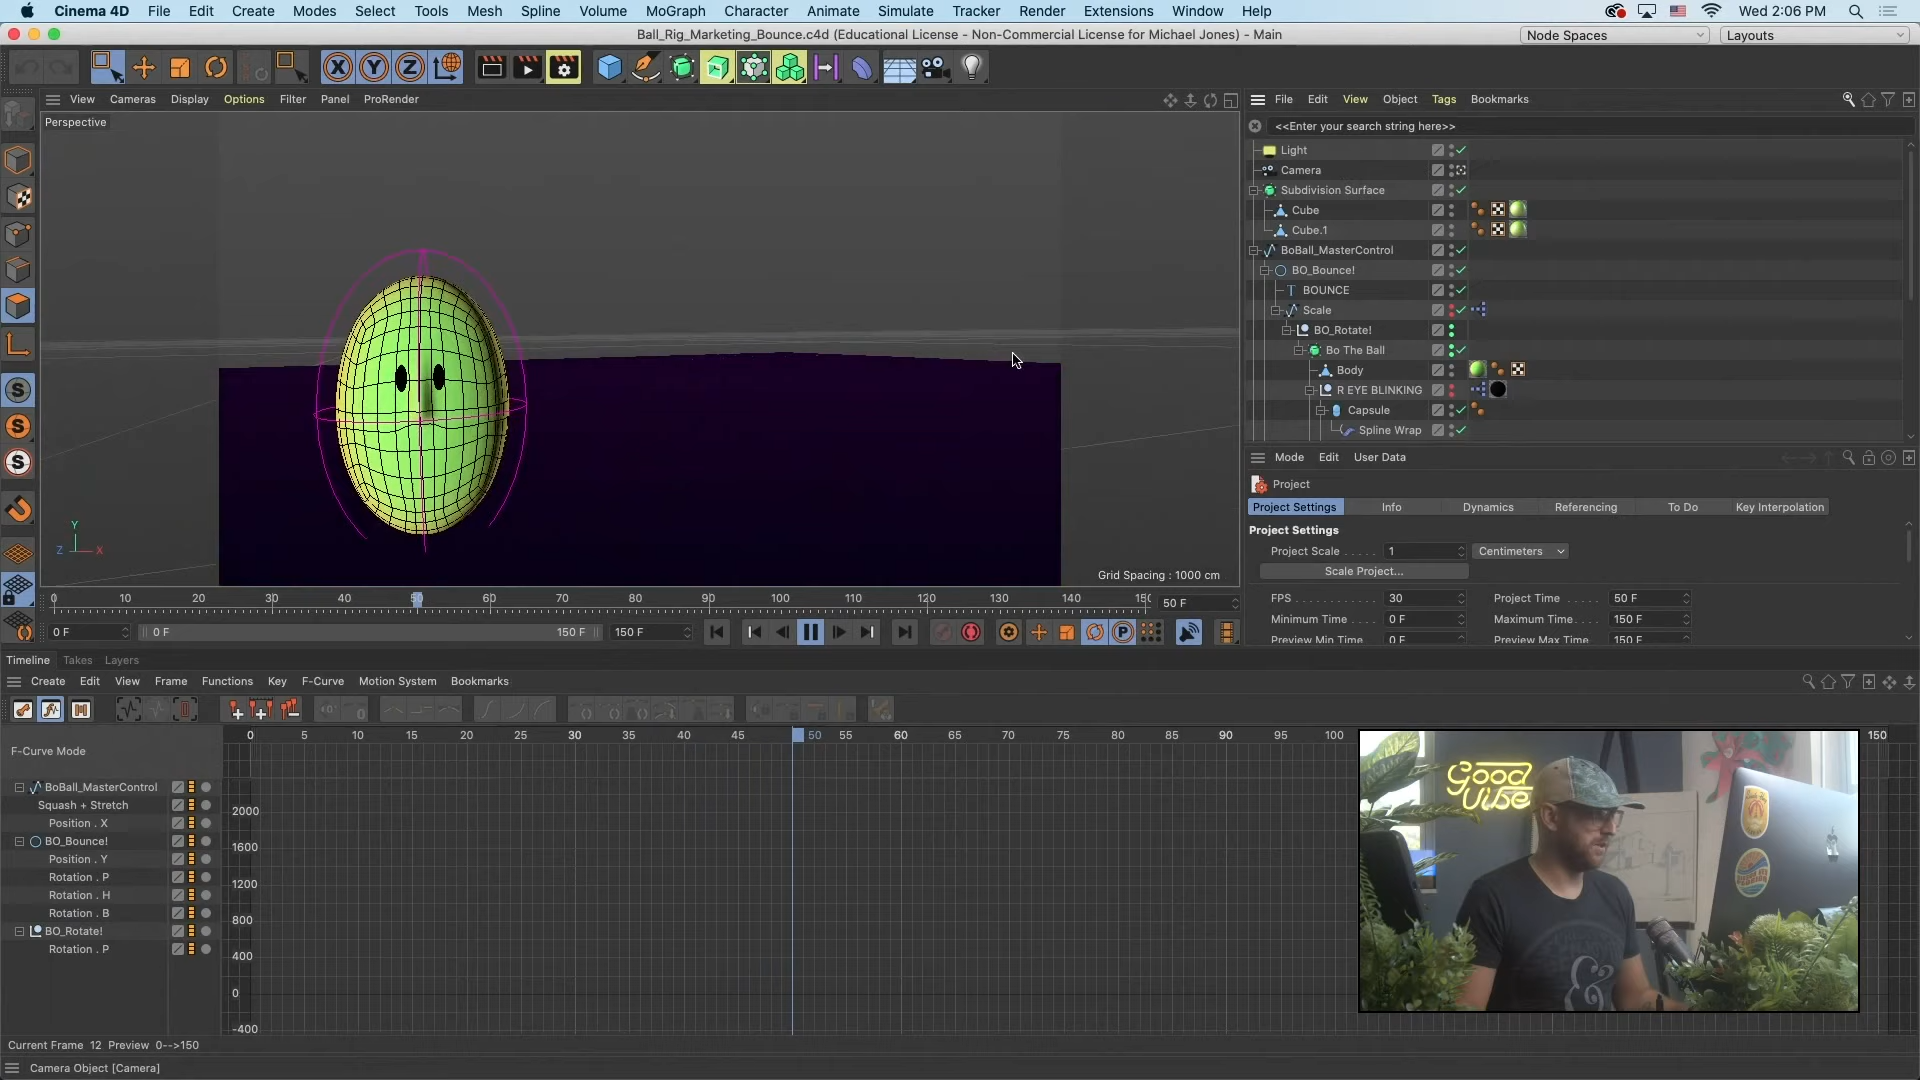 Cinema 4D File Edit Create Modes Select Tools Mesh Spline Volume MoGraph Character Animate Simulate Tracker Render Extensions Window Help Wed 2:06 PM
Ball_Rig_Marketing_Bounce.c4d (Educational License - Non-Commercial License for Michael Jones) - Main
Node Spaces Layouts
X Y Z
View Cameras Display Options Filter Panel ProRender
Perspective
Y
Z X
Grid Spacing : 1000 cm
0 10 20 30 40 50 60 70 80 90 100 110 120 130 140 50 F
0 F 0 F 150 F 150 F P
File Edit View Object Tags Bookmarks
<<Enter your search string here>>
Light
Camera
Subdivision Surface
Cube
Cube.1
BoBall_MasterControl
BO_Bounce!
BOUNCE
Scale
BO_Rotate!
Bo The Ball
Body
R EYE BLINKING
Capsule
Spline Wrap
Mode Edit User Data
Project
Project Settings Info Dynamics Referencing To Do Key Interpolation
Project Settings
Project Scale 1 Centimeters
Scale Project...
FPS 30 Project Time 50 F
Minimum Time 0 F Maximum Time 150 F
Preview Min Time 0 F Preview Max Time 150 F
Timeline Takes Layers
Create Edit View Frame Functions Key F-Curve Motion System Bookmarks
0 5 10 15 20 25 30 35 40 45 50 55 60 65 70 75 80 85 90 95 100 150
F-Curve Mode
BoBall_MasterControl
Squash + Stretch
Position . X
BO_Bounce!
Position . Y
Rotation . P
Rotation . H
Rotation . B
BO_Rotate!
Rotation . P
2000
1600
1200
800
400
0
-400
Good
Vibe
&
Current Frame 12 Preview 0-->150
Camera Object [Camera]